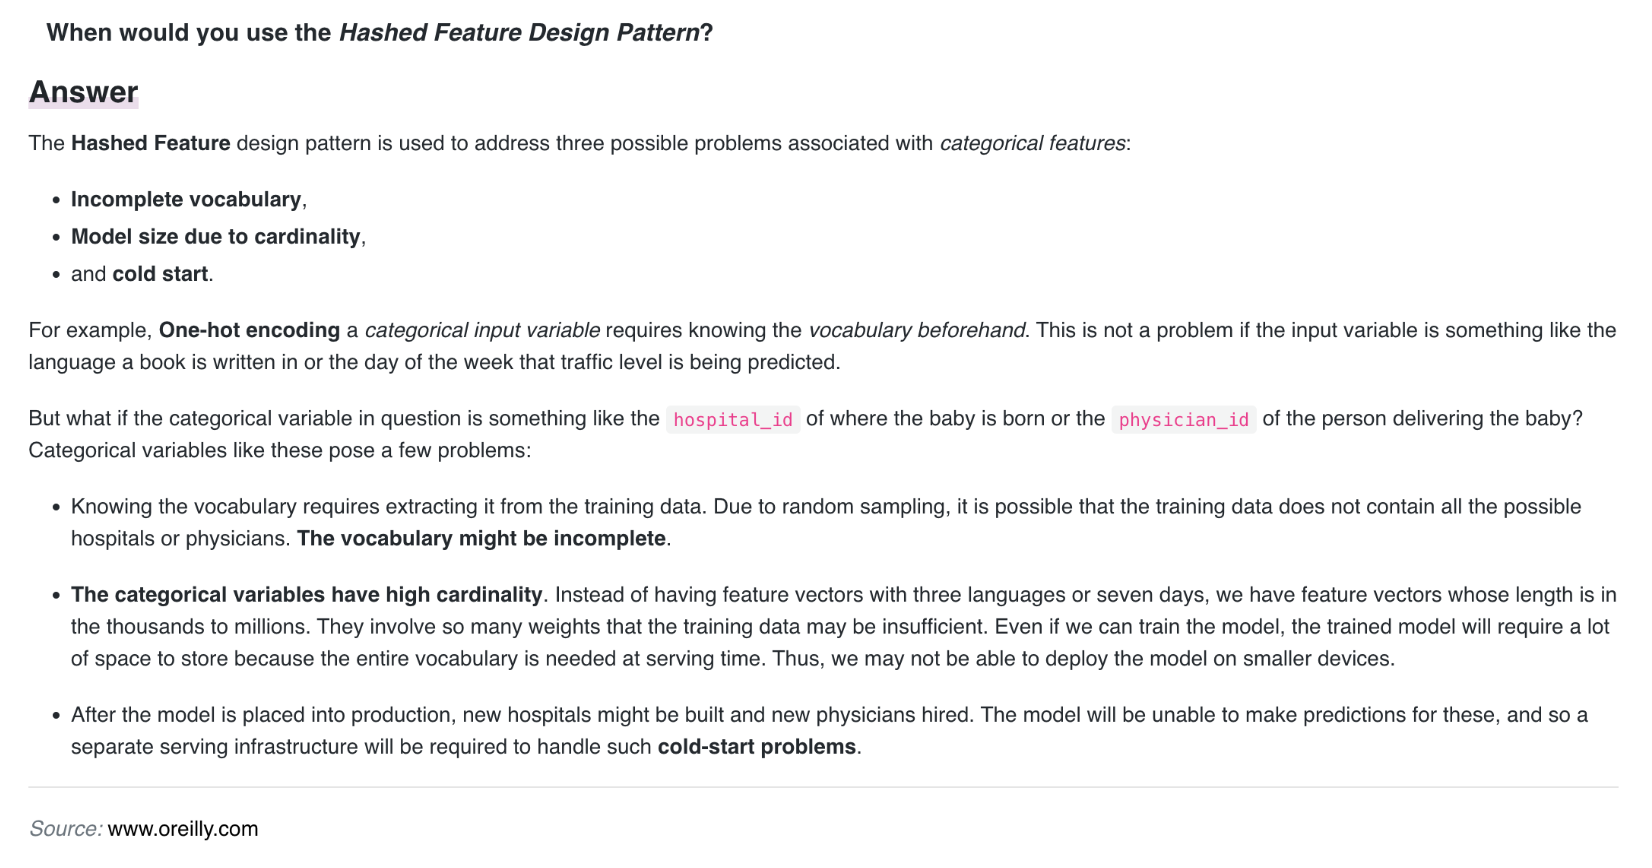 When would you use the Hashed Feature Design Pattern?
Answer
The Hashed Feature design pattern is used to address three possible problems associated with categorical features:
• Incomplete vocabulary,
• Model size due to cardinality,
• and cold start.
For example, One-hot encoding a categorical input variable requires knowing the vocabulary beforehand. This is not a problem if the input variable is something like the
language a book is written in or the day of the week that traffic level is being predicted.
But what if the categorical variable in question is something like the hospital_id of where the baby is born or the physician_id of the person delivering the baby?
Categorical variables like these pose a few problems:
• Knowing the vocabulary requires extracting it from the training data. Due to random sampling, it is possible that the training data does not contain all the possible
hospitals or physicians. The vocabulary might be incomplete.
• The categorical variables have high cardinality. Instead of having feature vectors with three languages or seven days, we have feature vectors whose length is in
the thousands to millions. They involve so many weights that the training data may be insufficient. Even if we can train the model, the trained model will require a lot
of space to store because the entire vocabulary is needed at serving time. Thus, we may not be able to deploy the model on smaller devices.
• After the model is placed into production, new hospitals might be built and new physicians hired. The model will be unable to make predictions for these, and so a
separate serving infrastructure will be required to handle such cold-start problems.
Source: www.oreilly.com